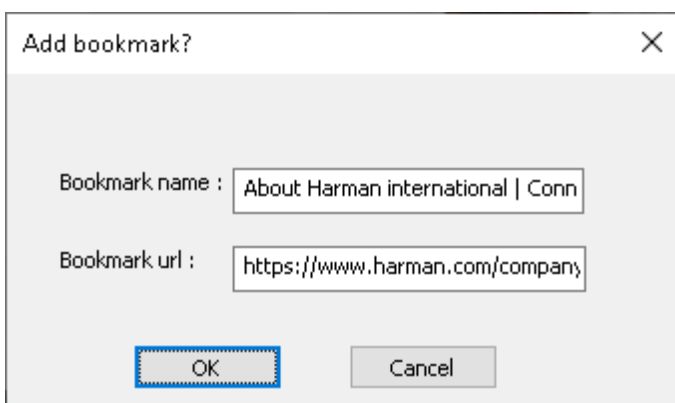 Add bookmark?
Bookmark name : About Harman international | Conn
Bookmark url : https://www.harman.com/company
OK Cancel